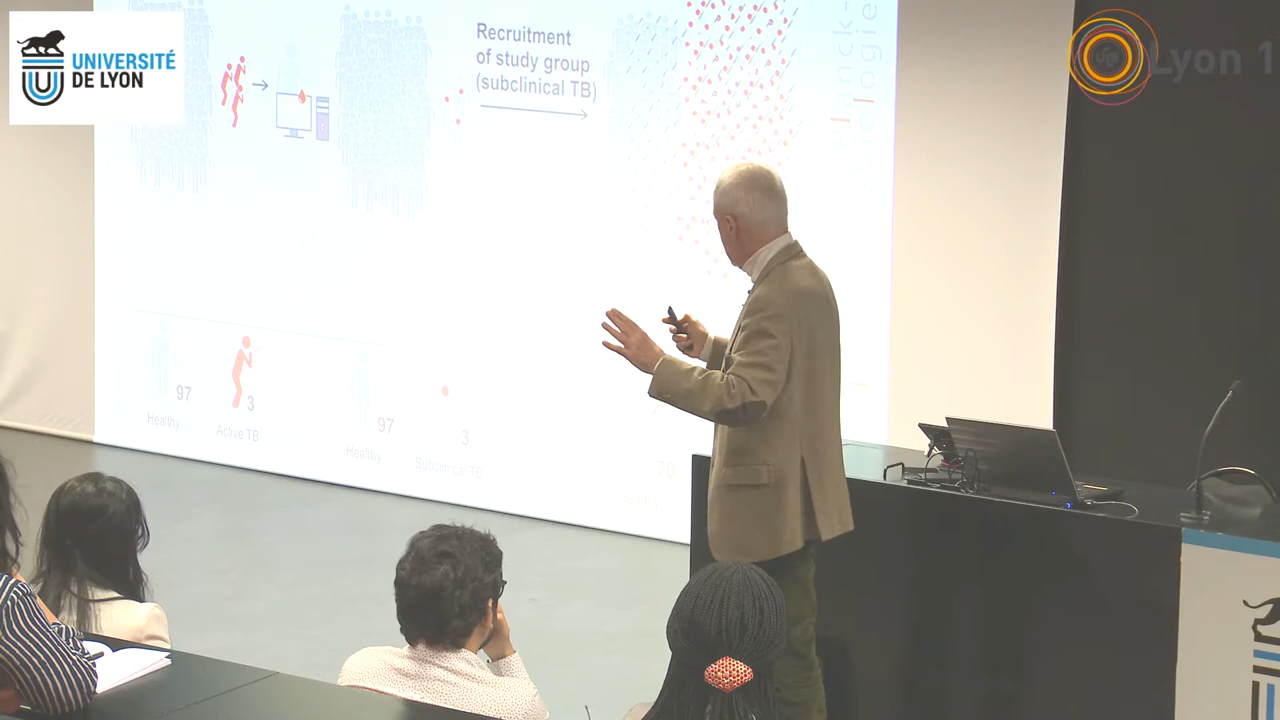 UNIVERSITÉ
DE LYON
Recruitment
of study group
(subclinical TB)
Lyon 1
97
Healthy
3
Active TB
97
Healthy
3
Subclinical TB
70